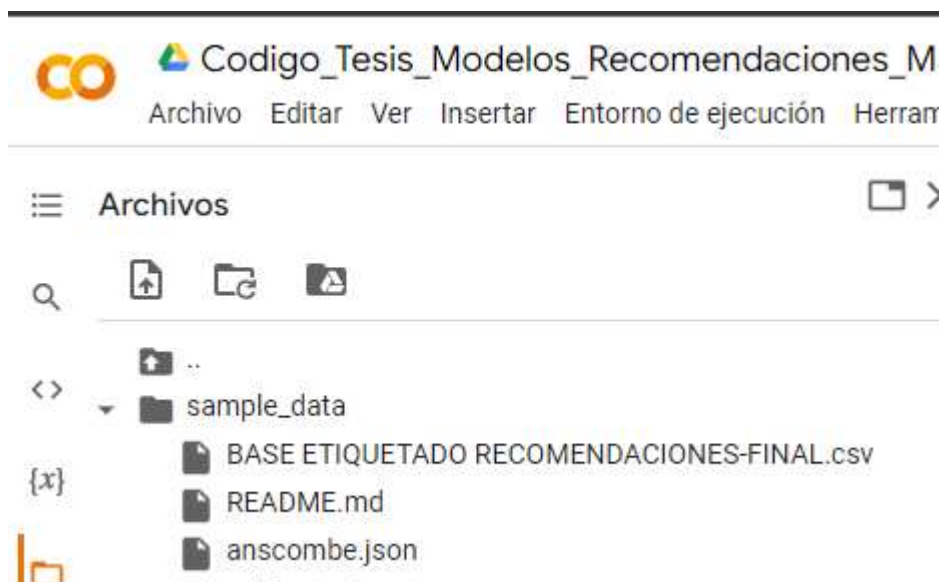 CO Codigo_Tesis_Modelos_Recomendaciones_M
Archivo Editar Ver Insertar Entorno de ejecución Herram
Archivos
..
<> sample_data
BASE ETIQUETADO RECOMENDACIONES-FINAL.csv
{x}
README.md
anscombe.json